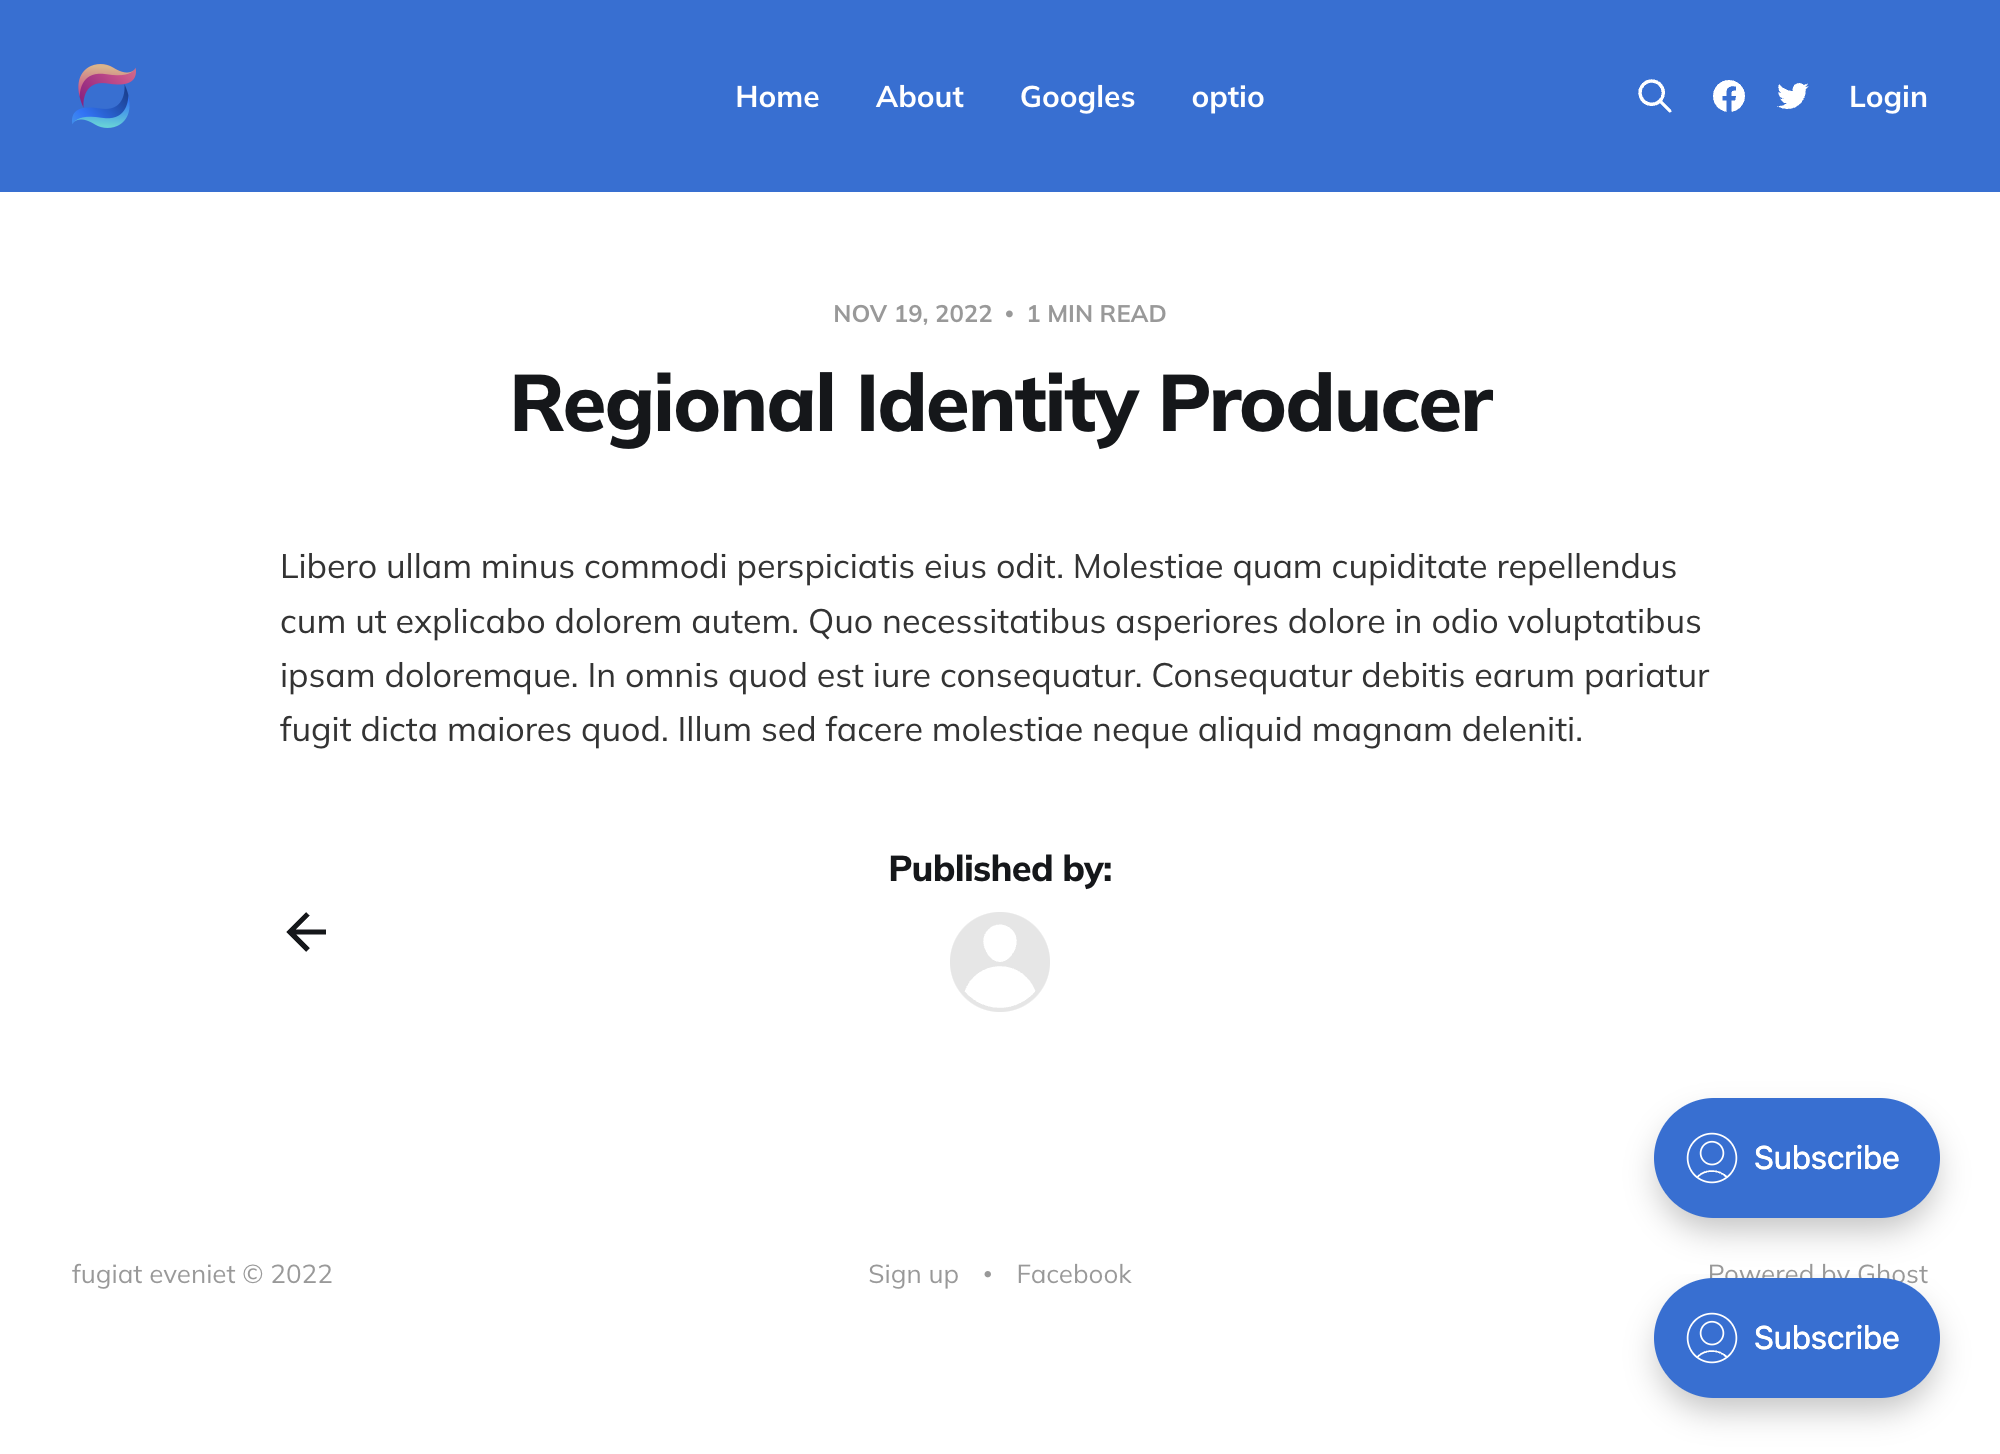 Home About Googles optio Login
NOV 19, 2022 • 1 MIN READ
Regional Identity Producer
Libero ullam minus commodi perspiciatis eius odit. Molestiae quam cupiditate repellendus
cum ut explicabo dolorem autem. Quo necessitatibus asperiores dolore in odio voluptatibus
ipsam doloremque. In omnis quod est iure consequatur. Consequatur debitis earum pariatur
fugit dicta maiores quod. Illum sed facere molestiae neque aliquid magnam deleniti.
Published by:
Subscribe
fugiat eveniet © 2022 Sign up • Facebook Powered by Ghost
Subscribe